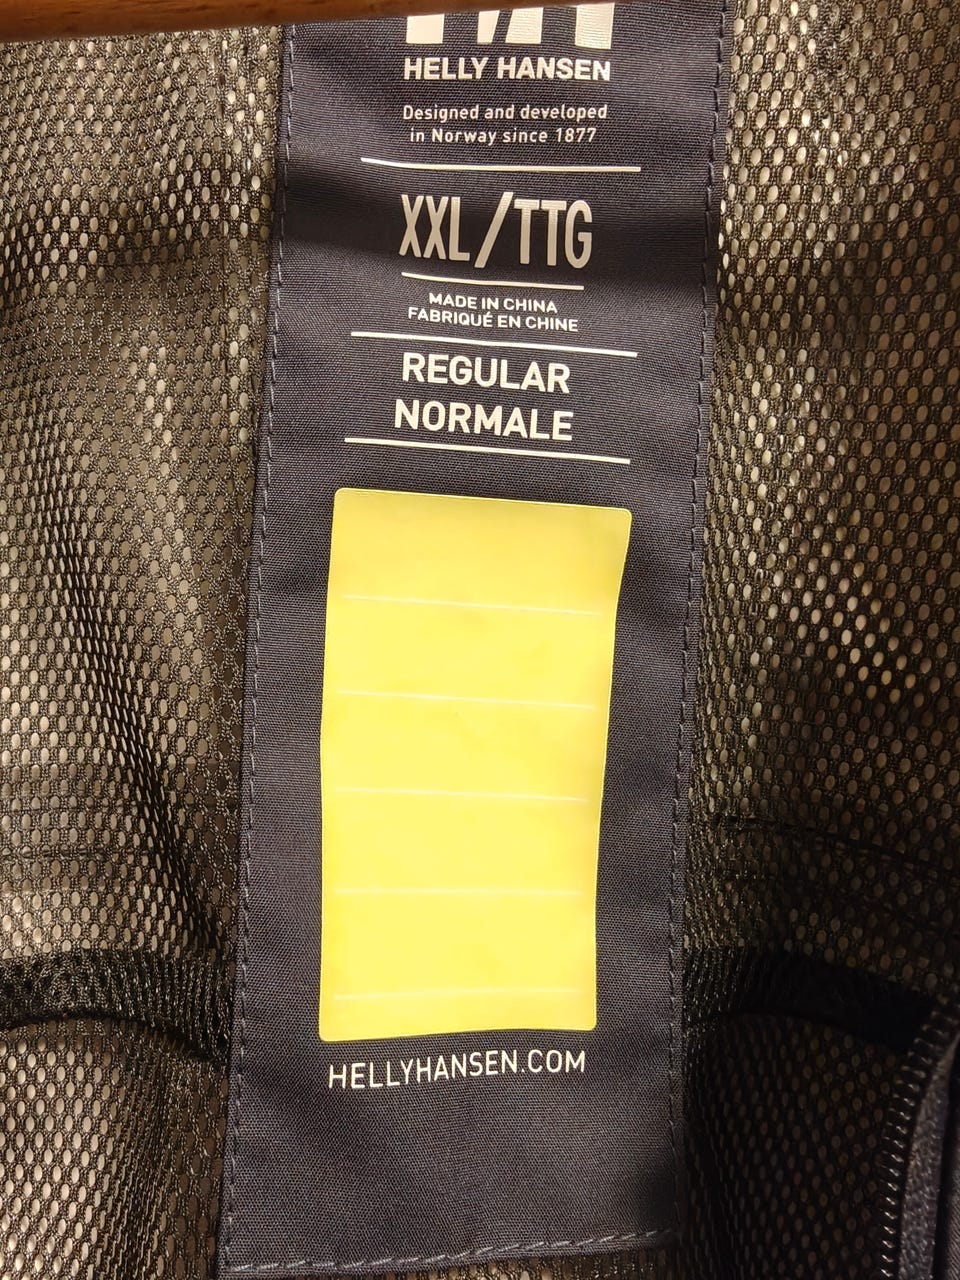 HELLY HANSEN
Designed and developed
in Norway since 1877
XXL/TTG
MADE IN CHINA
FABRIQUÉ EN CHINE
REGULAR
NORMALE
HELLYHANSEN.COM